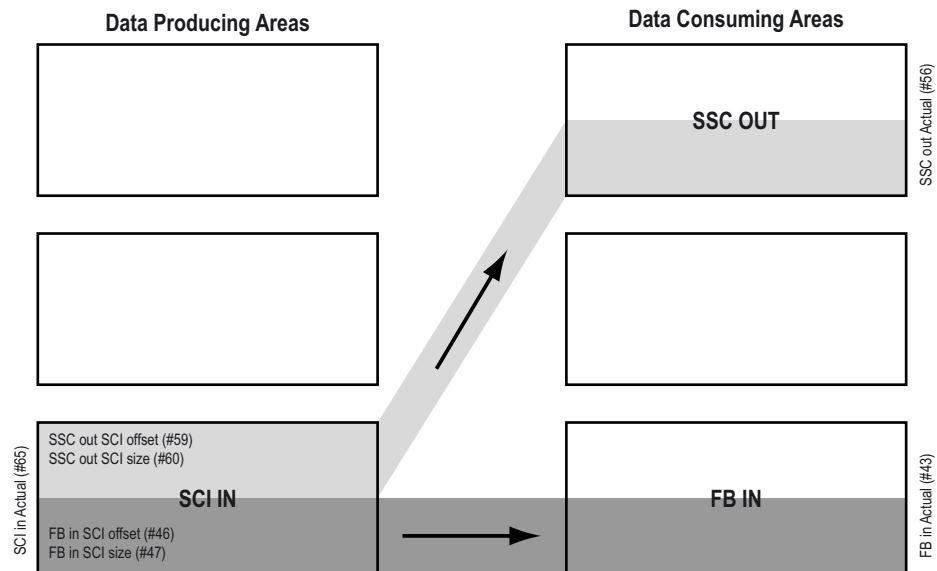 Data Producing Areas
Data Consuming Areas
SSC OUT
SSC out Actual (#56)
SSC out SCI offset (#59)
SSC out SCI size (#60)
SCI IN
FB in SCI offset (#46)
FB in SCI size (#47)
SCI in Actual (#65)
FB IN
FB in Actual (#43)